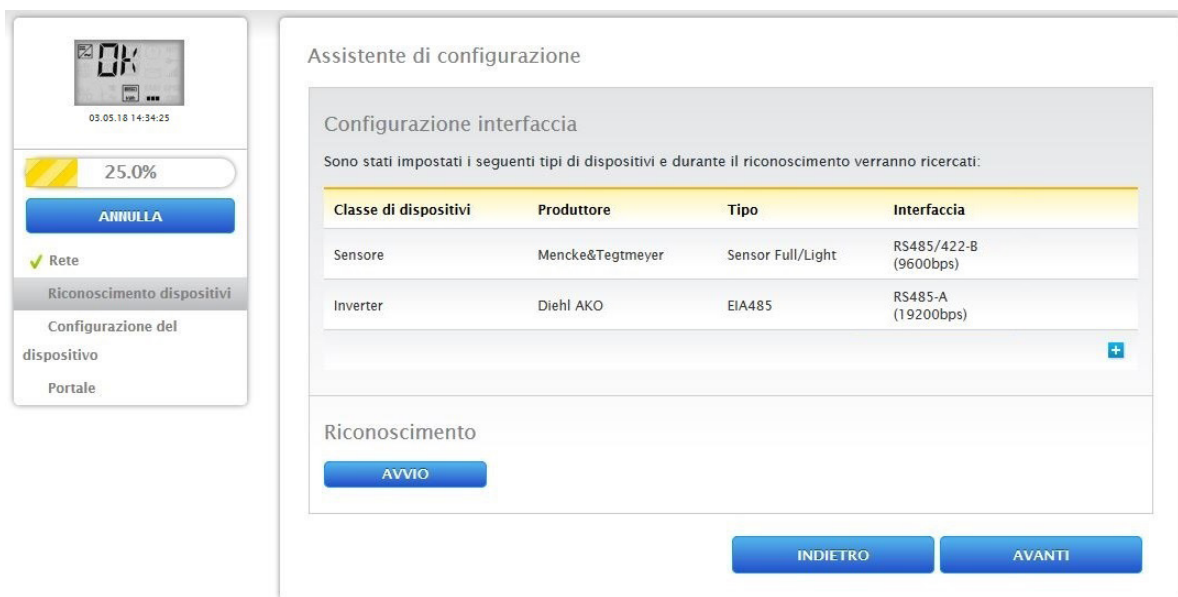 OK
03.05.18 14:34:25
25.0%
ANNULLA
Rete
Riconoscimento dispositivi
Configurazione del
dispositivo
Portale
Assistente di configurazione
Configurazione interfaccia
Sono stati impostati i seguenti tipi di dispositivi e durante il riconoscimento verranno ricercati:
Classe di dispositivi Produttore Tipo Interfaccia
Sensore Mencke&Tegtmeyer Sensor Full/Light RS485/422-B
(9600bps)
Inverter Diehl AKO EIA485 RS485-A
(19200bps)
Riconoscimento
AVVIO
INDIETRO AVANTI